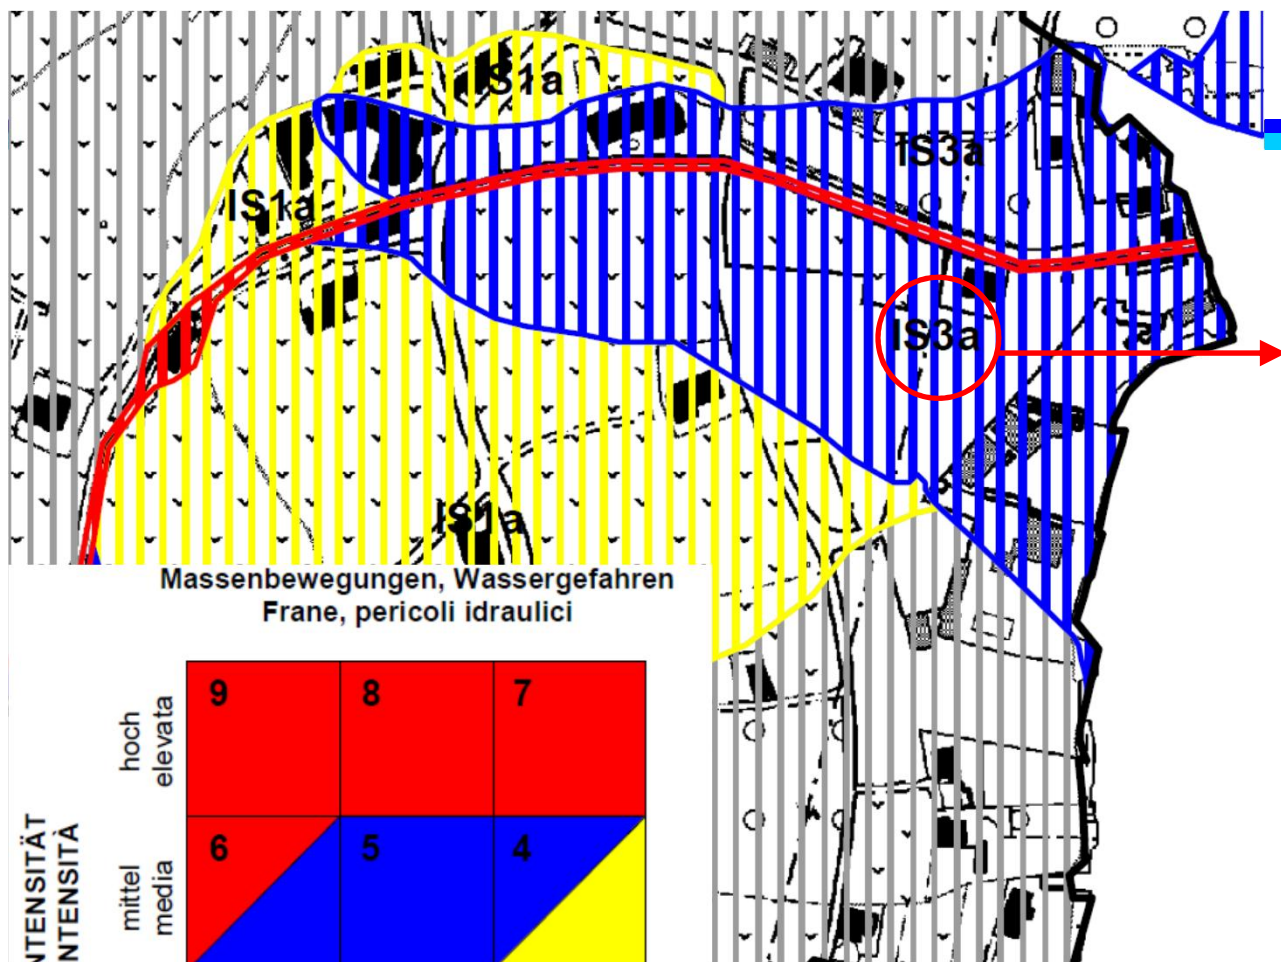 IS1a
IS3a
IS1a
IS3a
IS1a
Massenbewegungen, Wassergefahren
Frane, pericoli idraulici
9 8 7
hoch
elevata
6 5 4
mittel
media
NTENSITÄT
NTENSITÀ